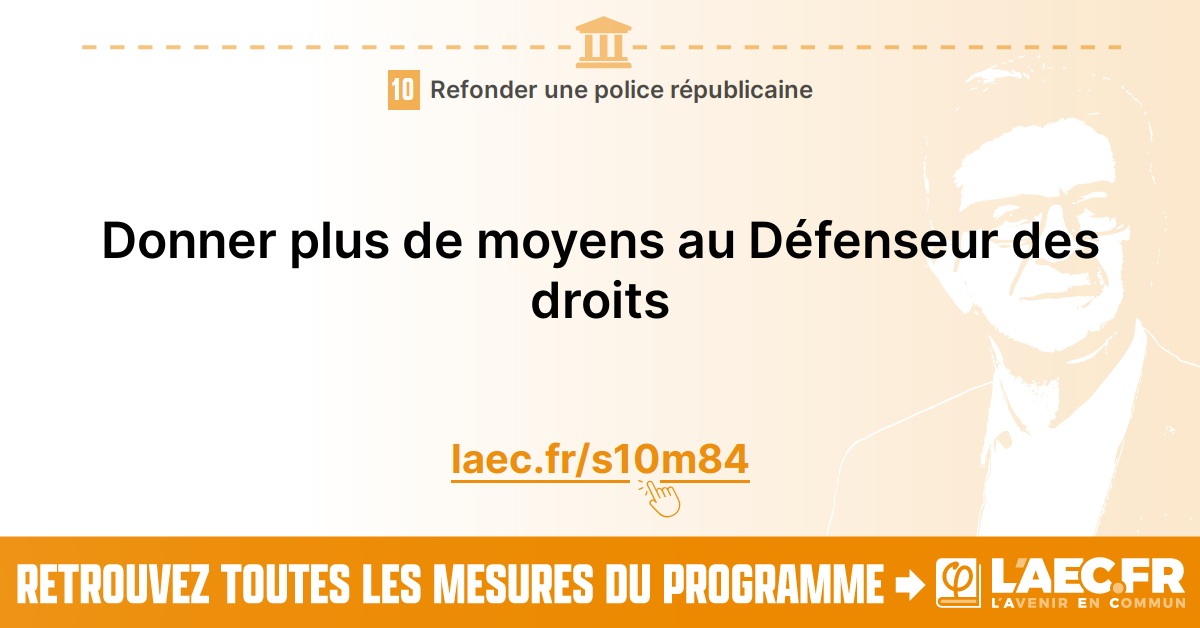 10 Refonder une police républicaine
Donner plus de moyens au Défenseur des
droits
laec.fr/s10m84
RETROUVEZ TOUTES LES MESURES DU PROGRAMME
φ L'AEC.FR
L'AVENIR EN COMMUN